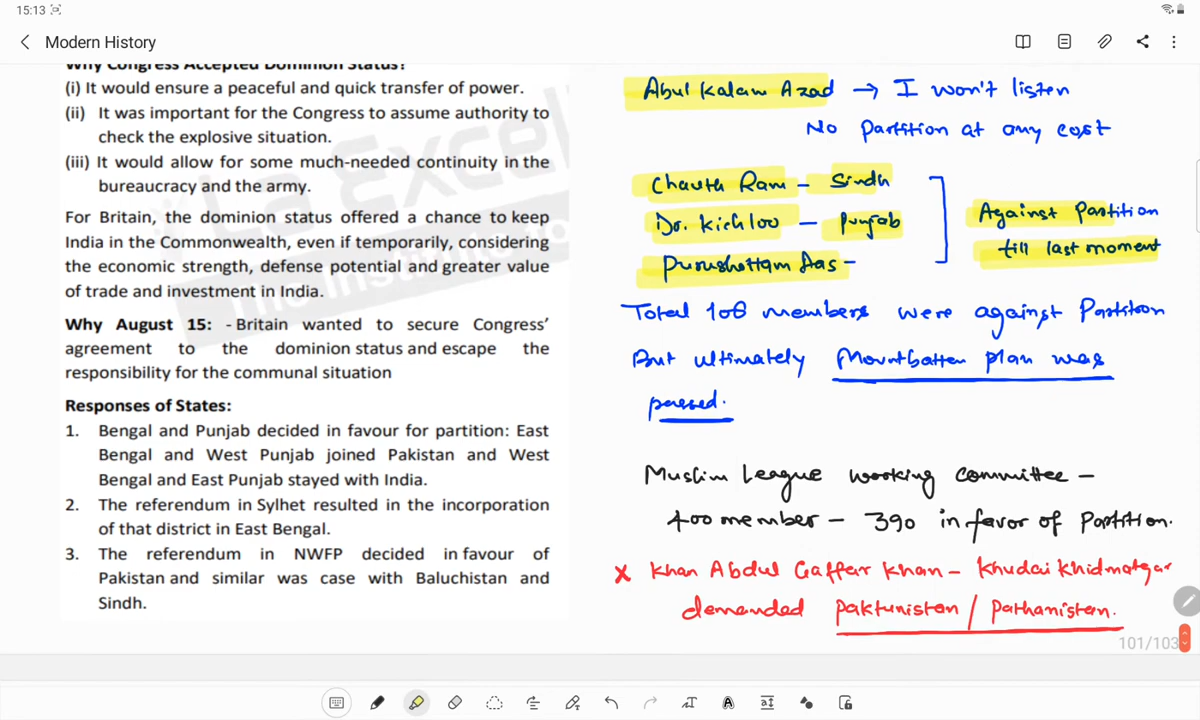 15:13
Modern History
Why Congress Accepted Dominion Status?
(i) It would ensure a peaceful and quick transfer of power.
(ii) It was important for the Congress to assume authority to
check the explosive situation.
(iii) It would allow for some much-needed continuity in the
bureaucracy and the army.
For Britain, the dominion status offered a chance to keep
India in the Commonwealth, even if temporarily, considering
the economic strength, defense potential and greater value
of trade and investment in India.
Why August 15: - Britain wanted to secure Congress'
agreement to the dominion status and escape the
responsibility for the communal situation
Responses of States:
1. Bengal and Punjab decided in favour for partition: East
Bengal and West Punjab joined Pakistan and West
Bengal and East Punjab stayed with India.
2. The referendum in Sylhet resulted in the incorporation
of that district in East Bengal.
3. The referendum in NWFP decided in favour of
Pakistan and similar was case with Baluchistan and
Sindh.
La Excel
Abul Kalam Azad → I won't listen
No Partition at any cost
Chauth Ram - Sindh
Dr. Kichloo - Punjab
Purushottam das -
Against Partition
till last moment
Total members were against Partition
But ultimately Mountbatten plan was
passed.
Muslim League working committee -
400 member - 390 in favor of Partition.
x Khan Abdul Gaffar Khan - Khudai Khidmatgar
demanded Paktunistan / Pathanistan.
101/103